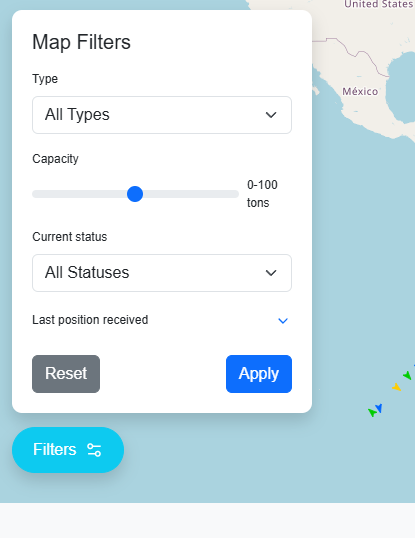 United States
Map Filters
Type
México
All Types
Capacity
0-100
tons
Current status
All Statuses
Last position received
Reset
Apply
Filters